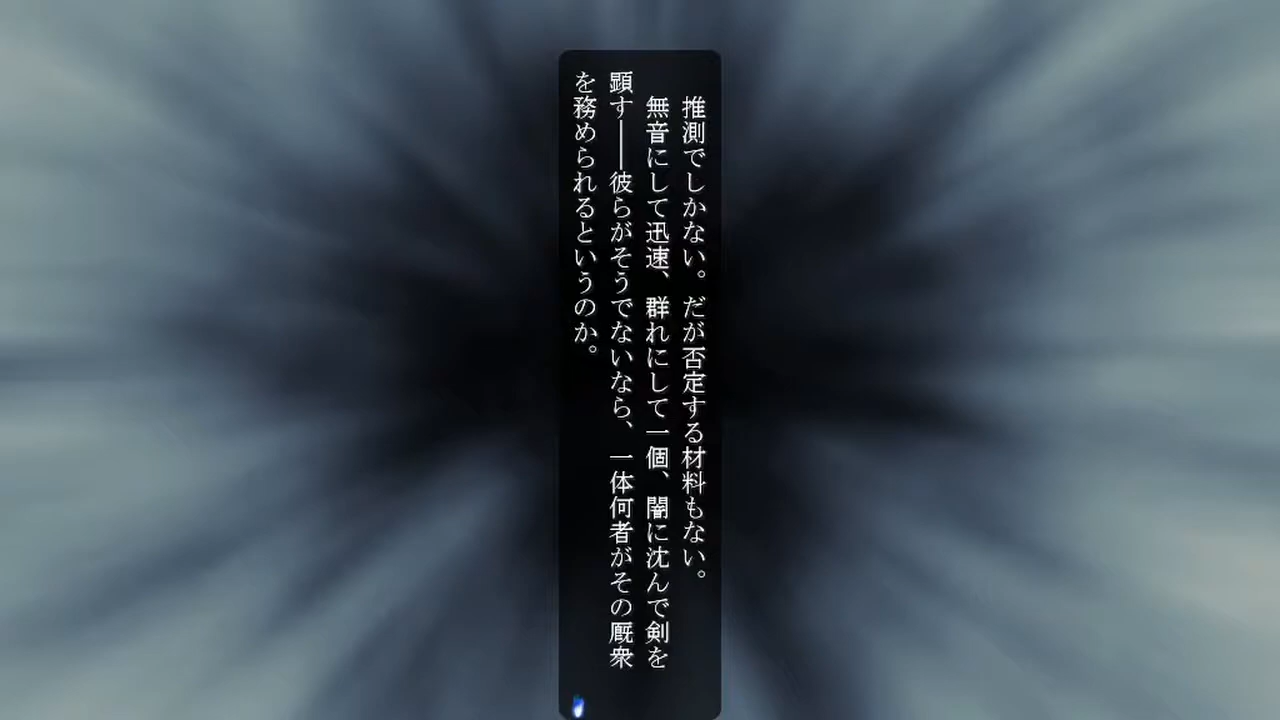 推測でしかない。だが否定する材料もない。
無音にして迅速、群れにして一個、闇に沈んで剣を
顕す――彼らがそうでないなら、一体何者がその厩衆
を務められるというのか。